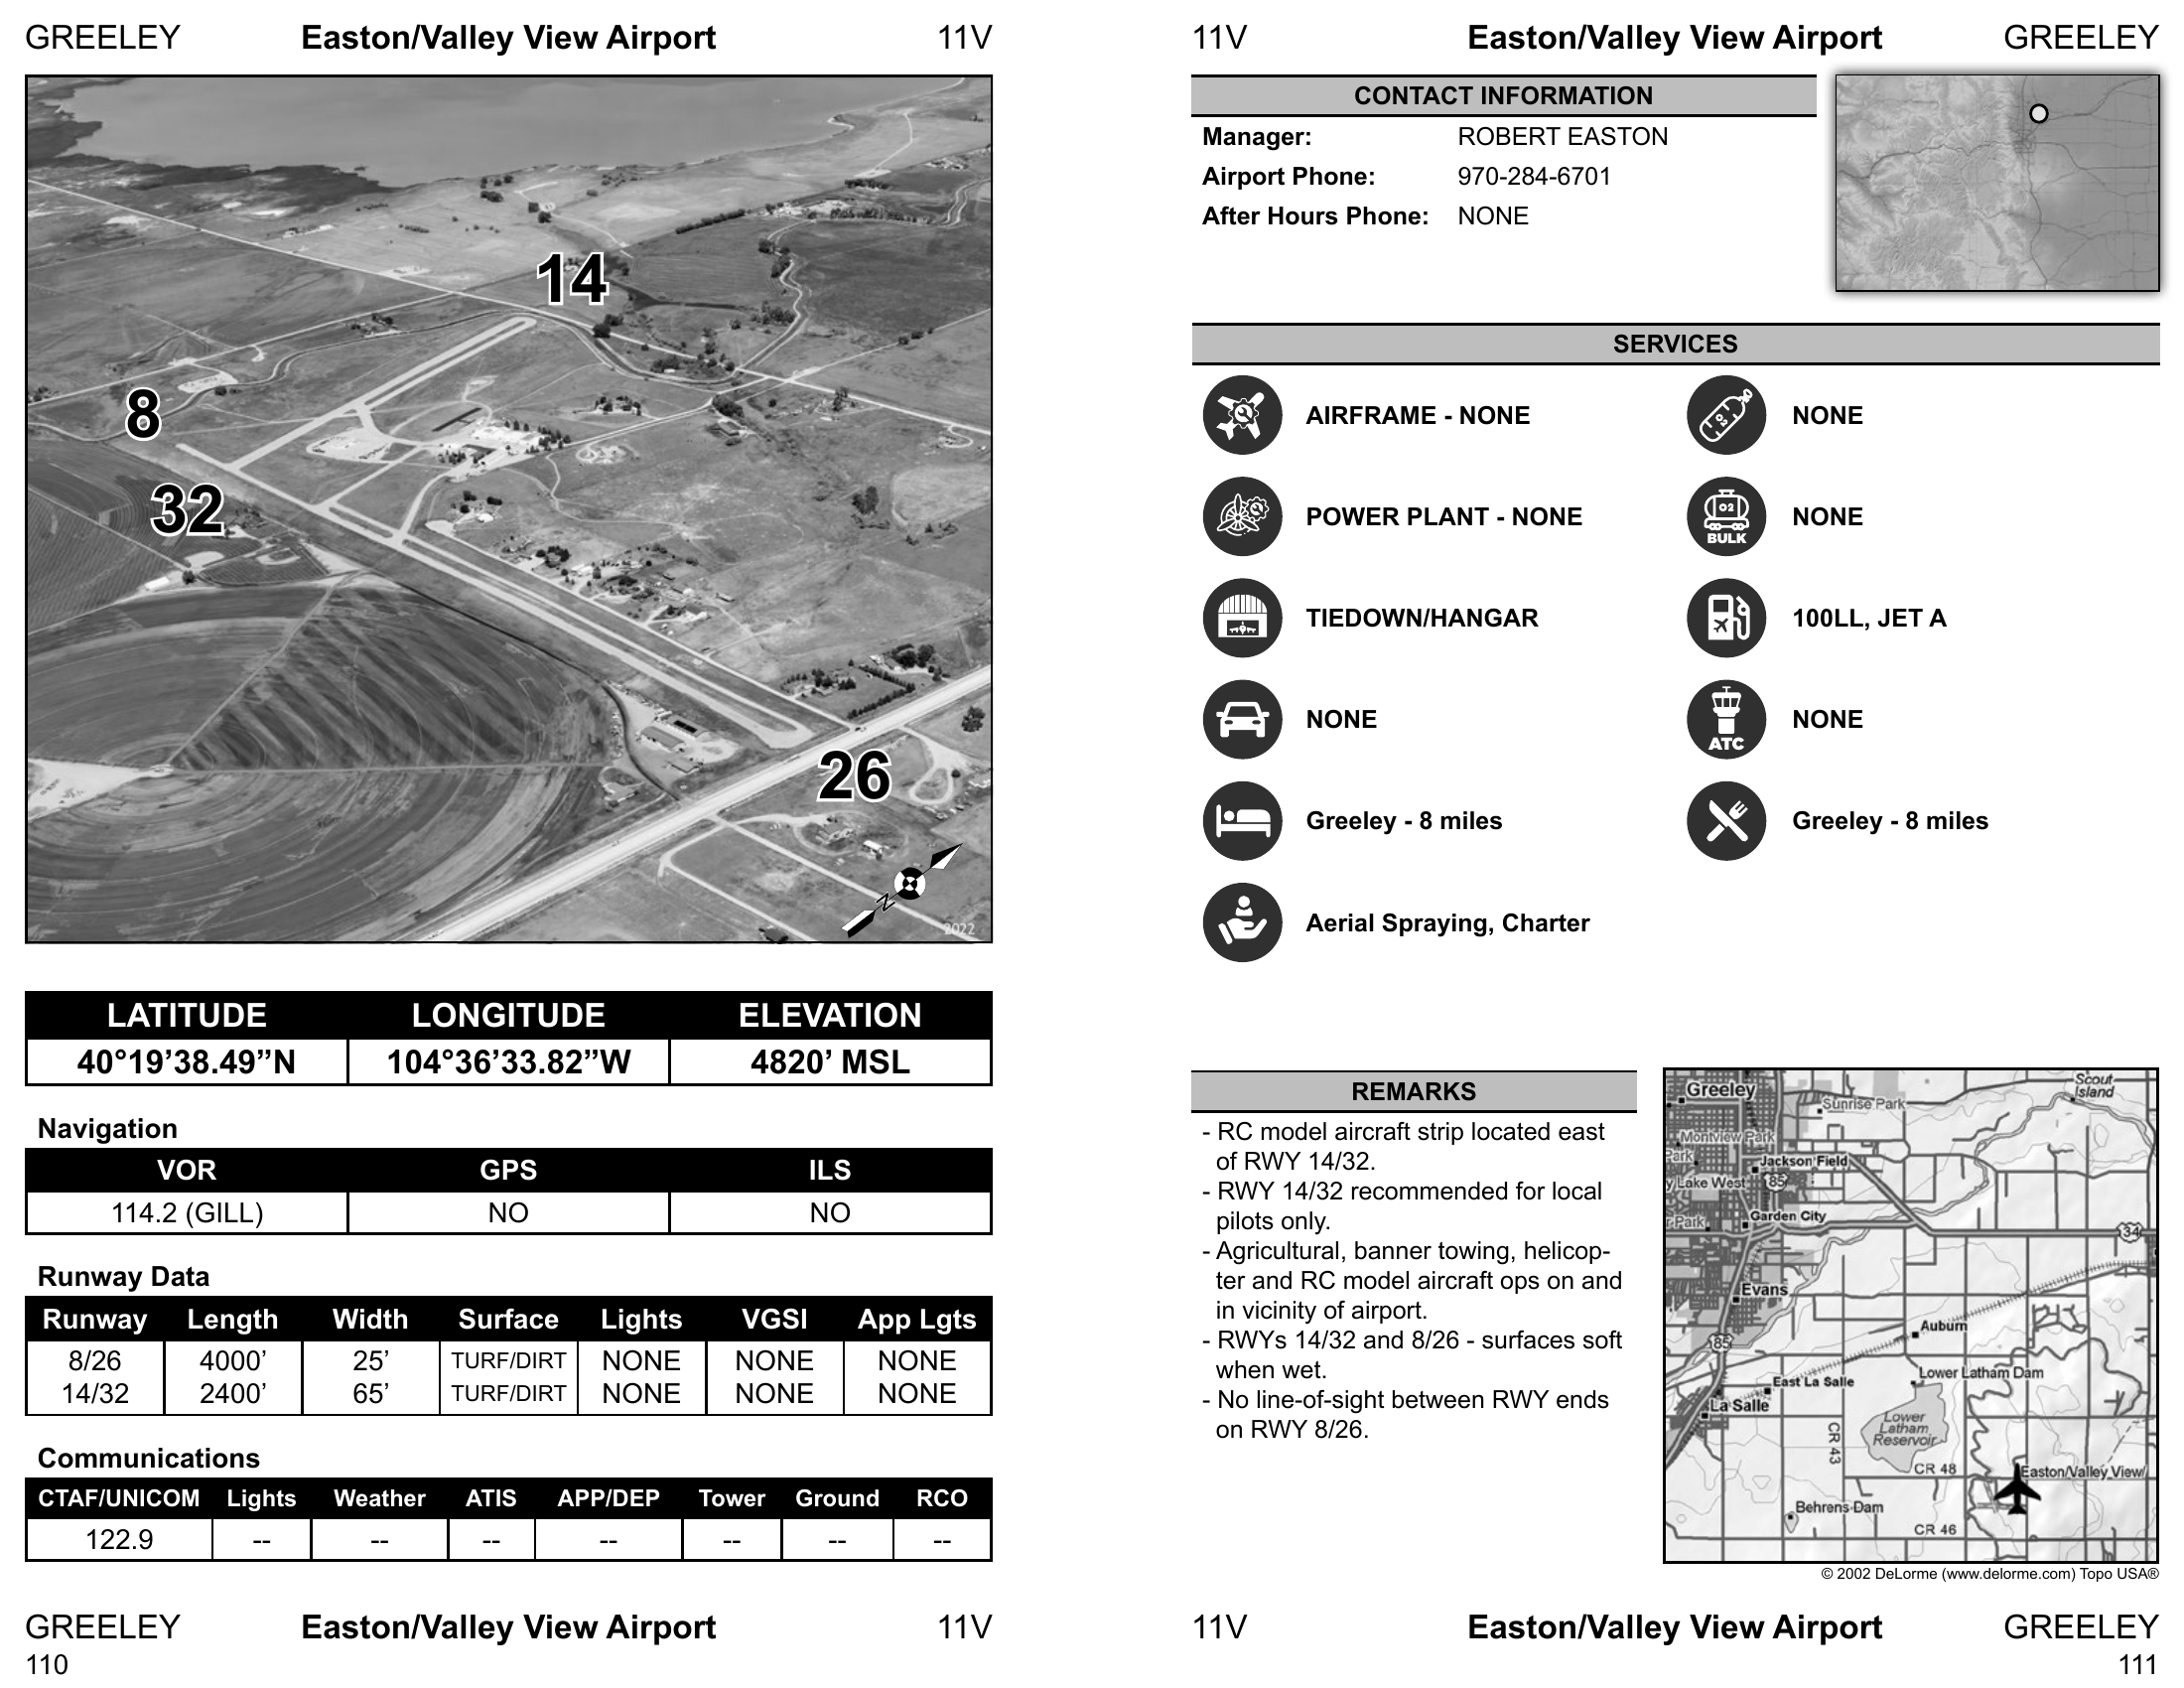 GREELEY Easton/Valley View Airport 11V
14
8
32
26
N
2022
LATITUDE LONGITUDE ELEVATION
40°19’38.49”N 104°36’33.82”W 4820’ MSL
Navigation
VOR GPS ILS
114.2 (GILL) NO NO
Runway Data
Runway Length Width Surface Lights VGSI App Lgts
8/26 4000’ 25’ TURF/DIRT NONE NONE NONE
14/32 2400’ 65’ TURF/DIRT NONE NONE NONE
Communications
CTAF/UNICOM Lights Weather ATIS APP/DEP Tower Ground RCO
122.9 -- -- -- -- -- -- --
GREELEY Easton/Valley View Airport 11V
110
11V Easton/Valley View Airport GREELEY
CONTACT INFORMATION
Manager: ROBERT EASTON
Airport Phone: 970-284-6701
After Hours Phone: NONE
SERVICES
AIRFRAME - NONE
O2
NONE
POWER PLANT - NONE
O2
BULK
NONE
TIEDOWN/HANGAR
100LL, JET A
NONE
ATC
NONE
Greeley - 8 miles
Greeley - 8 miles
Aerial Spraying, Charter
REMARKS
- RC model aircraft strip located east
of RWY 14/32.
- RWY 14/32 recommended for local
pilots only.
- Agricultural, banner towing, helicop-
ter and RC model aircraft ops on and
in vicinity of airport.
- RWYs 14/32 and 8/26 - surfaces soft
when wet.
- No line-of-sight between RWY ends
on RWY 8/26.
Greeley
Scout
Island
Sunrise Park
Montview Park
Park
Jackson Field
y Lake West
85
r Park
Garden City
34
Evans
Auburn
85
Lower Latham Dam
East La Salle
La Salle
Lower
Latham
Reservoir
CR 43
CR 48
Easton/Valley View/
Behrens Dam
CR 46
© 2002 DeLorme (www.delorme.com) Topo USA®
11V Easton/Valley View Airport GREELEY
111